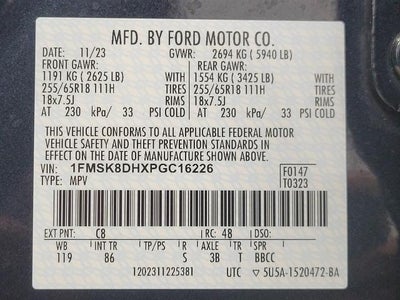 MFD. BY FORD MOTOR CO.
DATE: 11/23 GVWR: 2694 KG ( 5940 LB)
FRONT GAWR: REAR GAWR:
1191 KG ( 2625 LB) WITH 1554 KG ( 3425 LB) WITH
255/65R18 111H TIRES 255/65R18 111H TIRES
18x7.5J RIMS 18x7.5J RIMS
AT 230 kPa/ 33 PSI COLD AT 230 kPa/ 33 PSI COLD
THIS VEHICLE CONFORMS TO ALL APPLICABLE FEDERAL MOTOR
VEHICLE SAFETY AND THEFT PREVENTION STANDARDS IN
EFFECT ON THE DATE OF MANUFACTURE SHOWN ABOVE.
VIN: 1FMSK8DHXPGC16226 F0147
TYPE: MPV T0323
EXT PNT: C8 RC: 48 DSO:
WB INT TR TP/PS R AXLE TR SPR
119 86 S 3B T BBCC
1202311225381 UTC ▽ 5U5A-1520472-BA